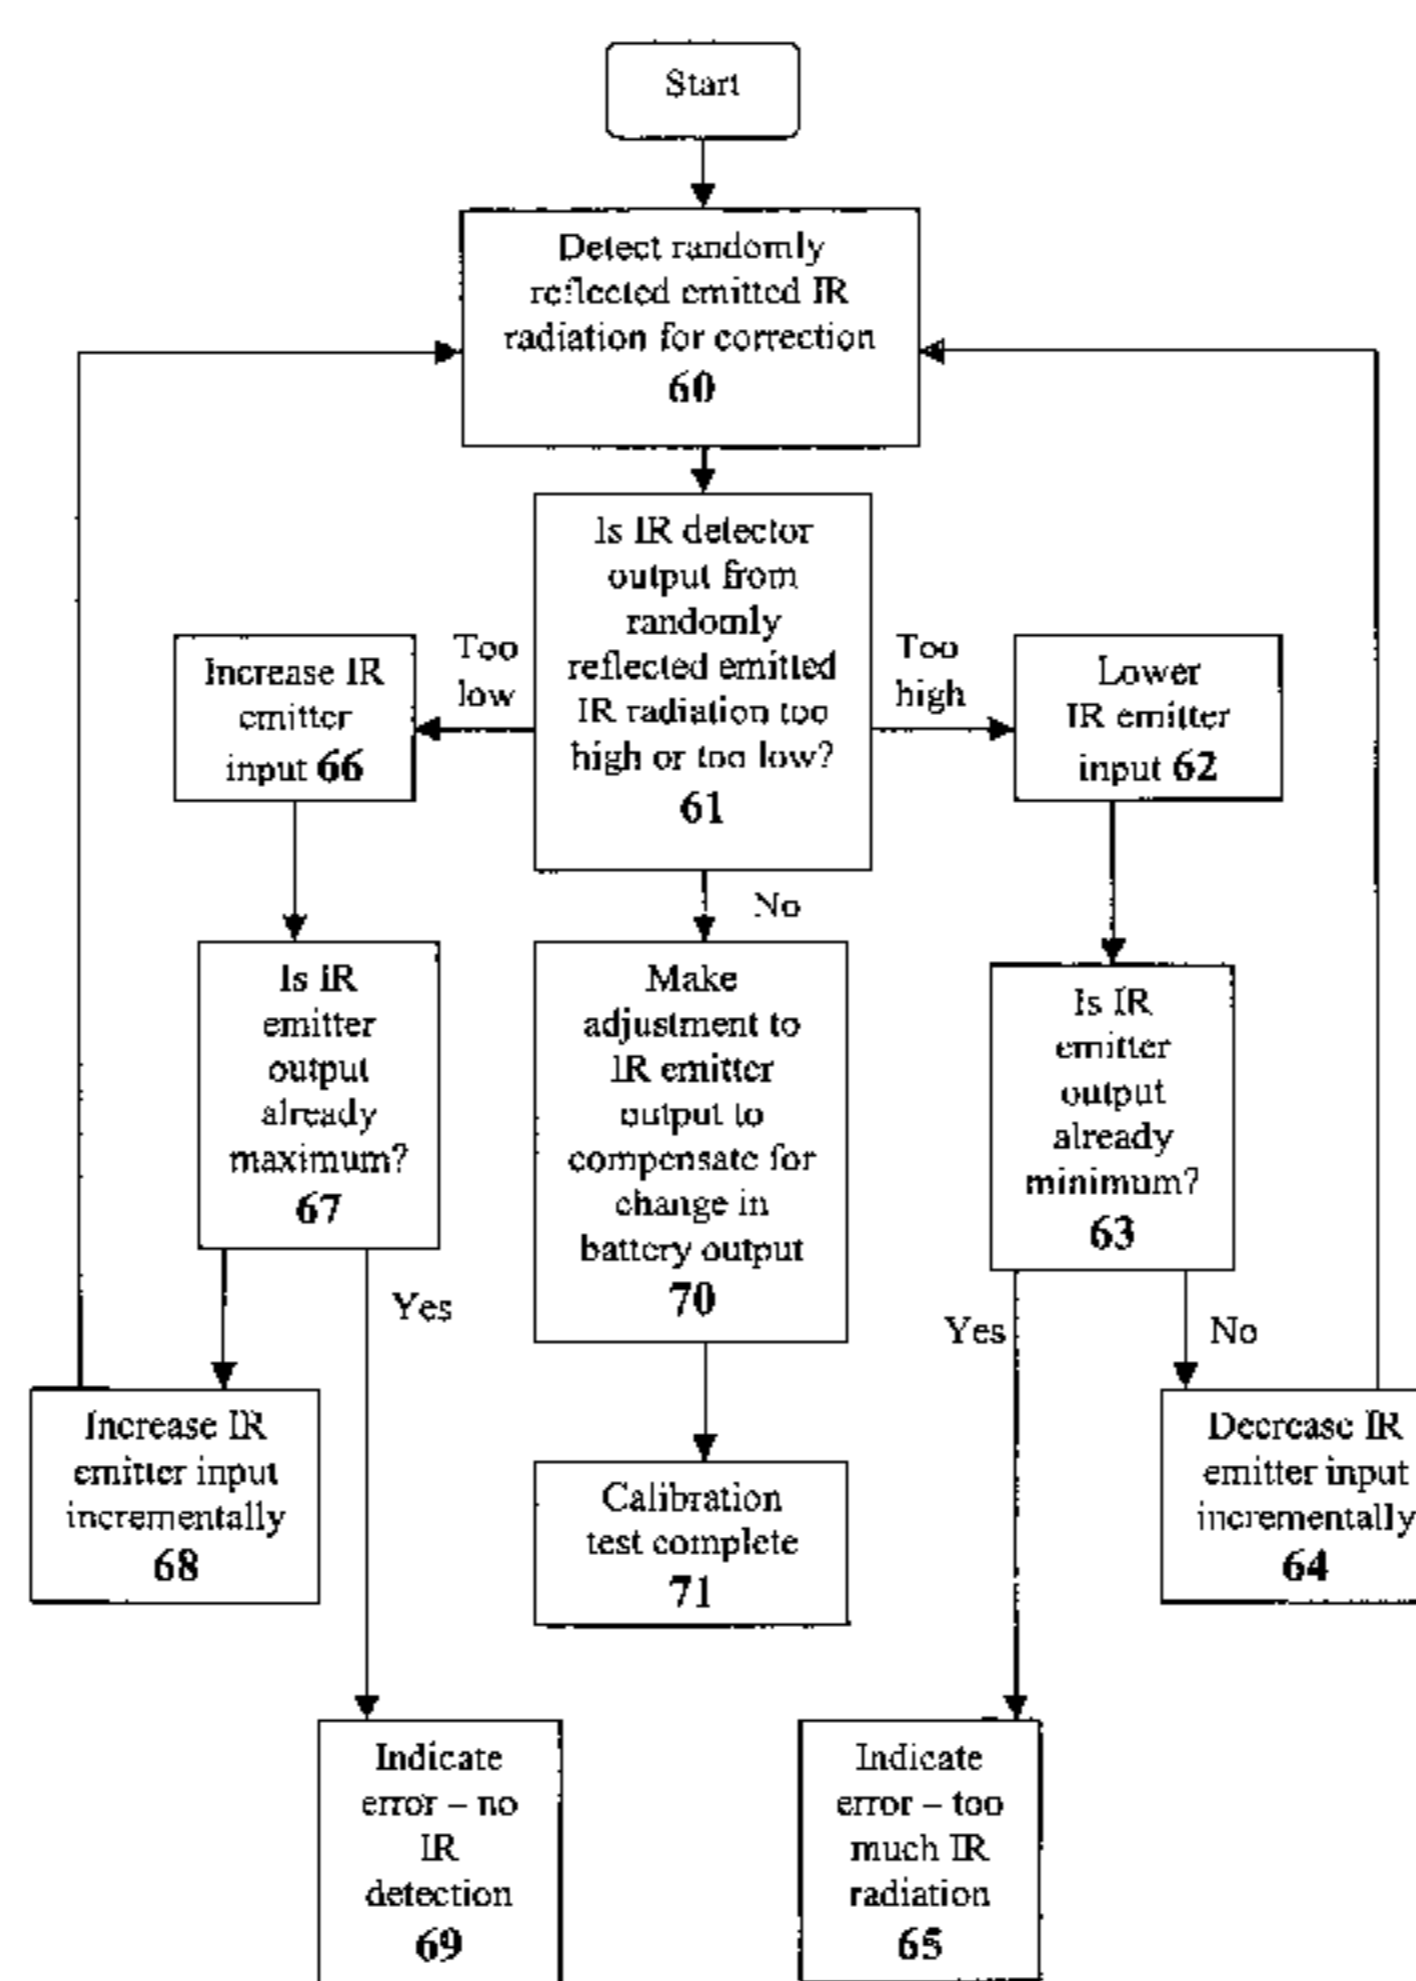 Start
Detect randomly
reflected emitted IR
radiation for correction
60
Is IR detector
output from
randomly
reflected emitted
IR radiation too
high or too low?
61
Too
low
Too
high
Increase IR
emitter
input 66
Lower
IR emitter
input 62
No
Is IR
emitter
output
already
maximum?
67
Make
adjustment to
IR emitter
output to
compensate for
change in
battery output
70
Is IR
emitter
output
already
minimum?
63
Yes
Yes
No
Increase IR
emitter input
incrementally
68
Calibration
test complete
71
Decrease IR
emitter input
incrementally
64
Indicate
error – no
IR
detection
69
Indicate
error – too
much IR
radiation
65